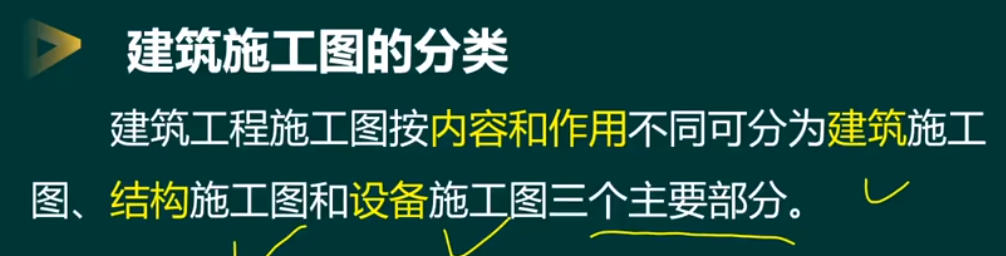 建筑施工图的分类
建筑工程施工图按内容和作用不同可分为建筑施工
图、结构施工图和设备施工图三个主要部分。